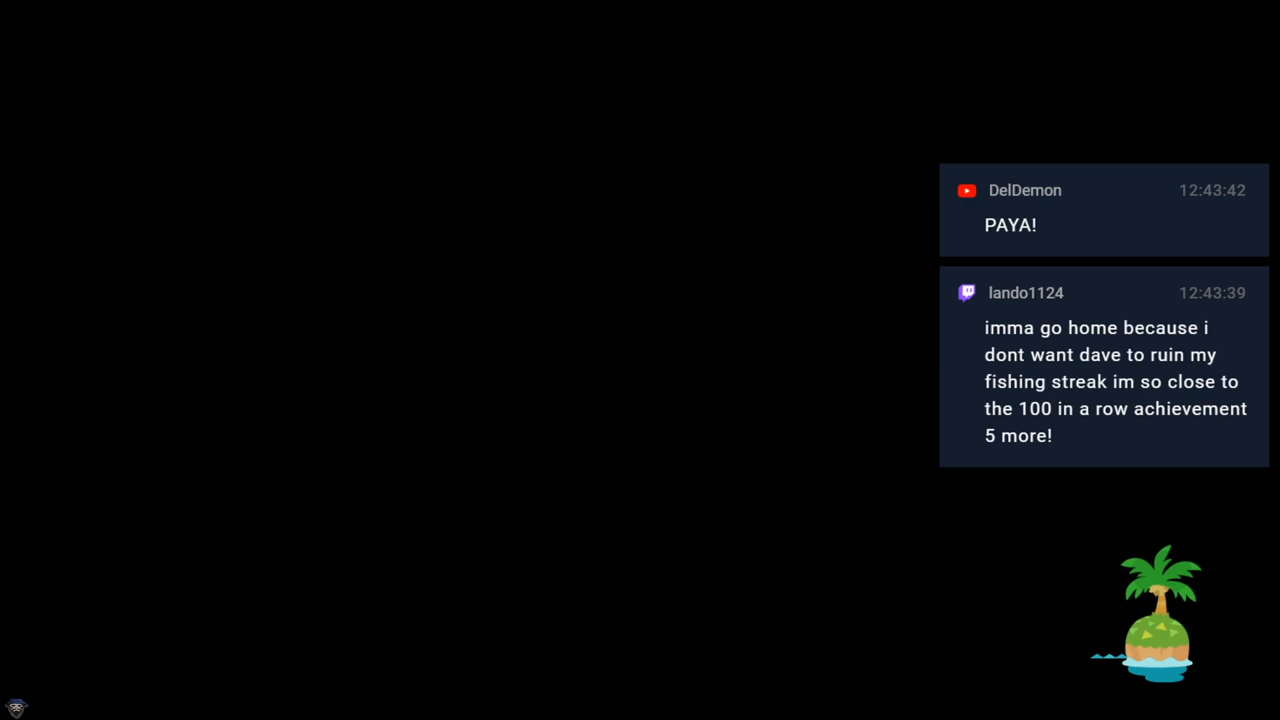 DelDemon 12:43:42
PAYA!
lando1124 12:43:39
imma go home because i
dont want dave to ruin my
fishing streak im so close to
the 100 in a row achievement
5 more!